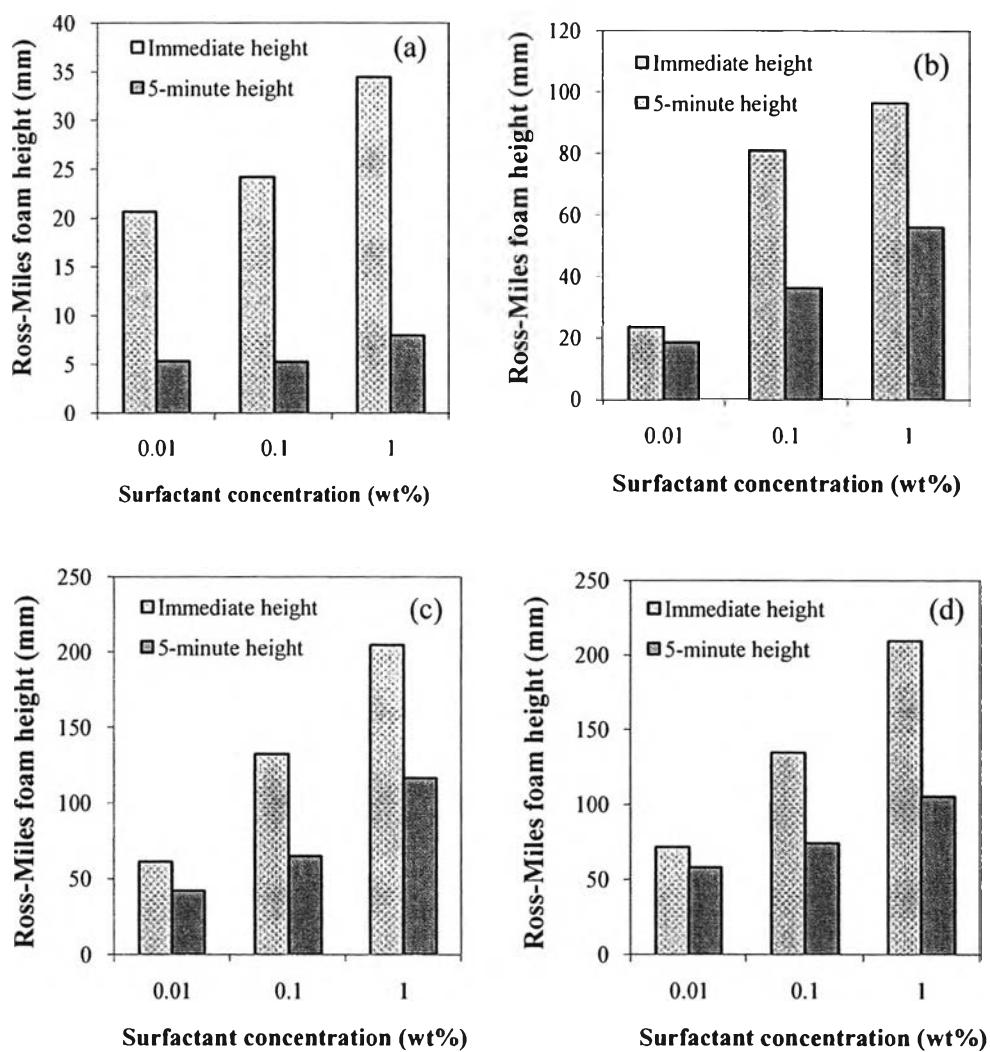 40
35
30
25
20
15
10
5
0
Ross-Miles foam height (mm)
Immediate height
5-minute height
(a)
0.01 0.1 1
Surfactant concentration (wt%)
120
100
80
60
40
20
0
Ross-Miles foam height (mm)
Immediate height
5-minute height
(b)
0.01 0.1 1
Surfactant concentration (wt%)
250
200
150
100
50
0
Ross-Miles foam height (mm)
Immediate height
5-minute height
(c)
0.01 0.1 1
Surfactant concentration (wt%)
250
200
150
100
50
0
Ross-Miles foam height (mm)
Immediate height
5-minute height
(d)
0.01 0.1 1
Surfactant concentration (wt%)